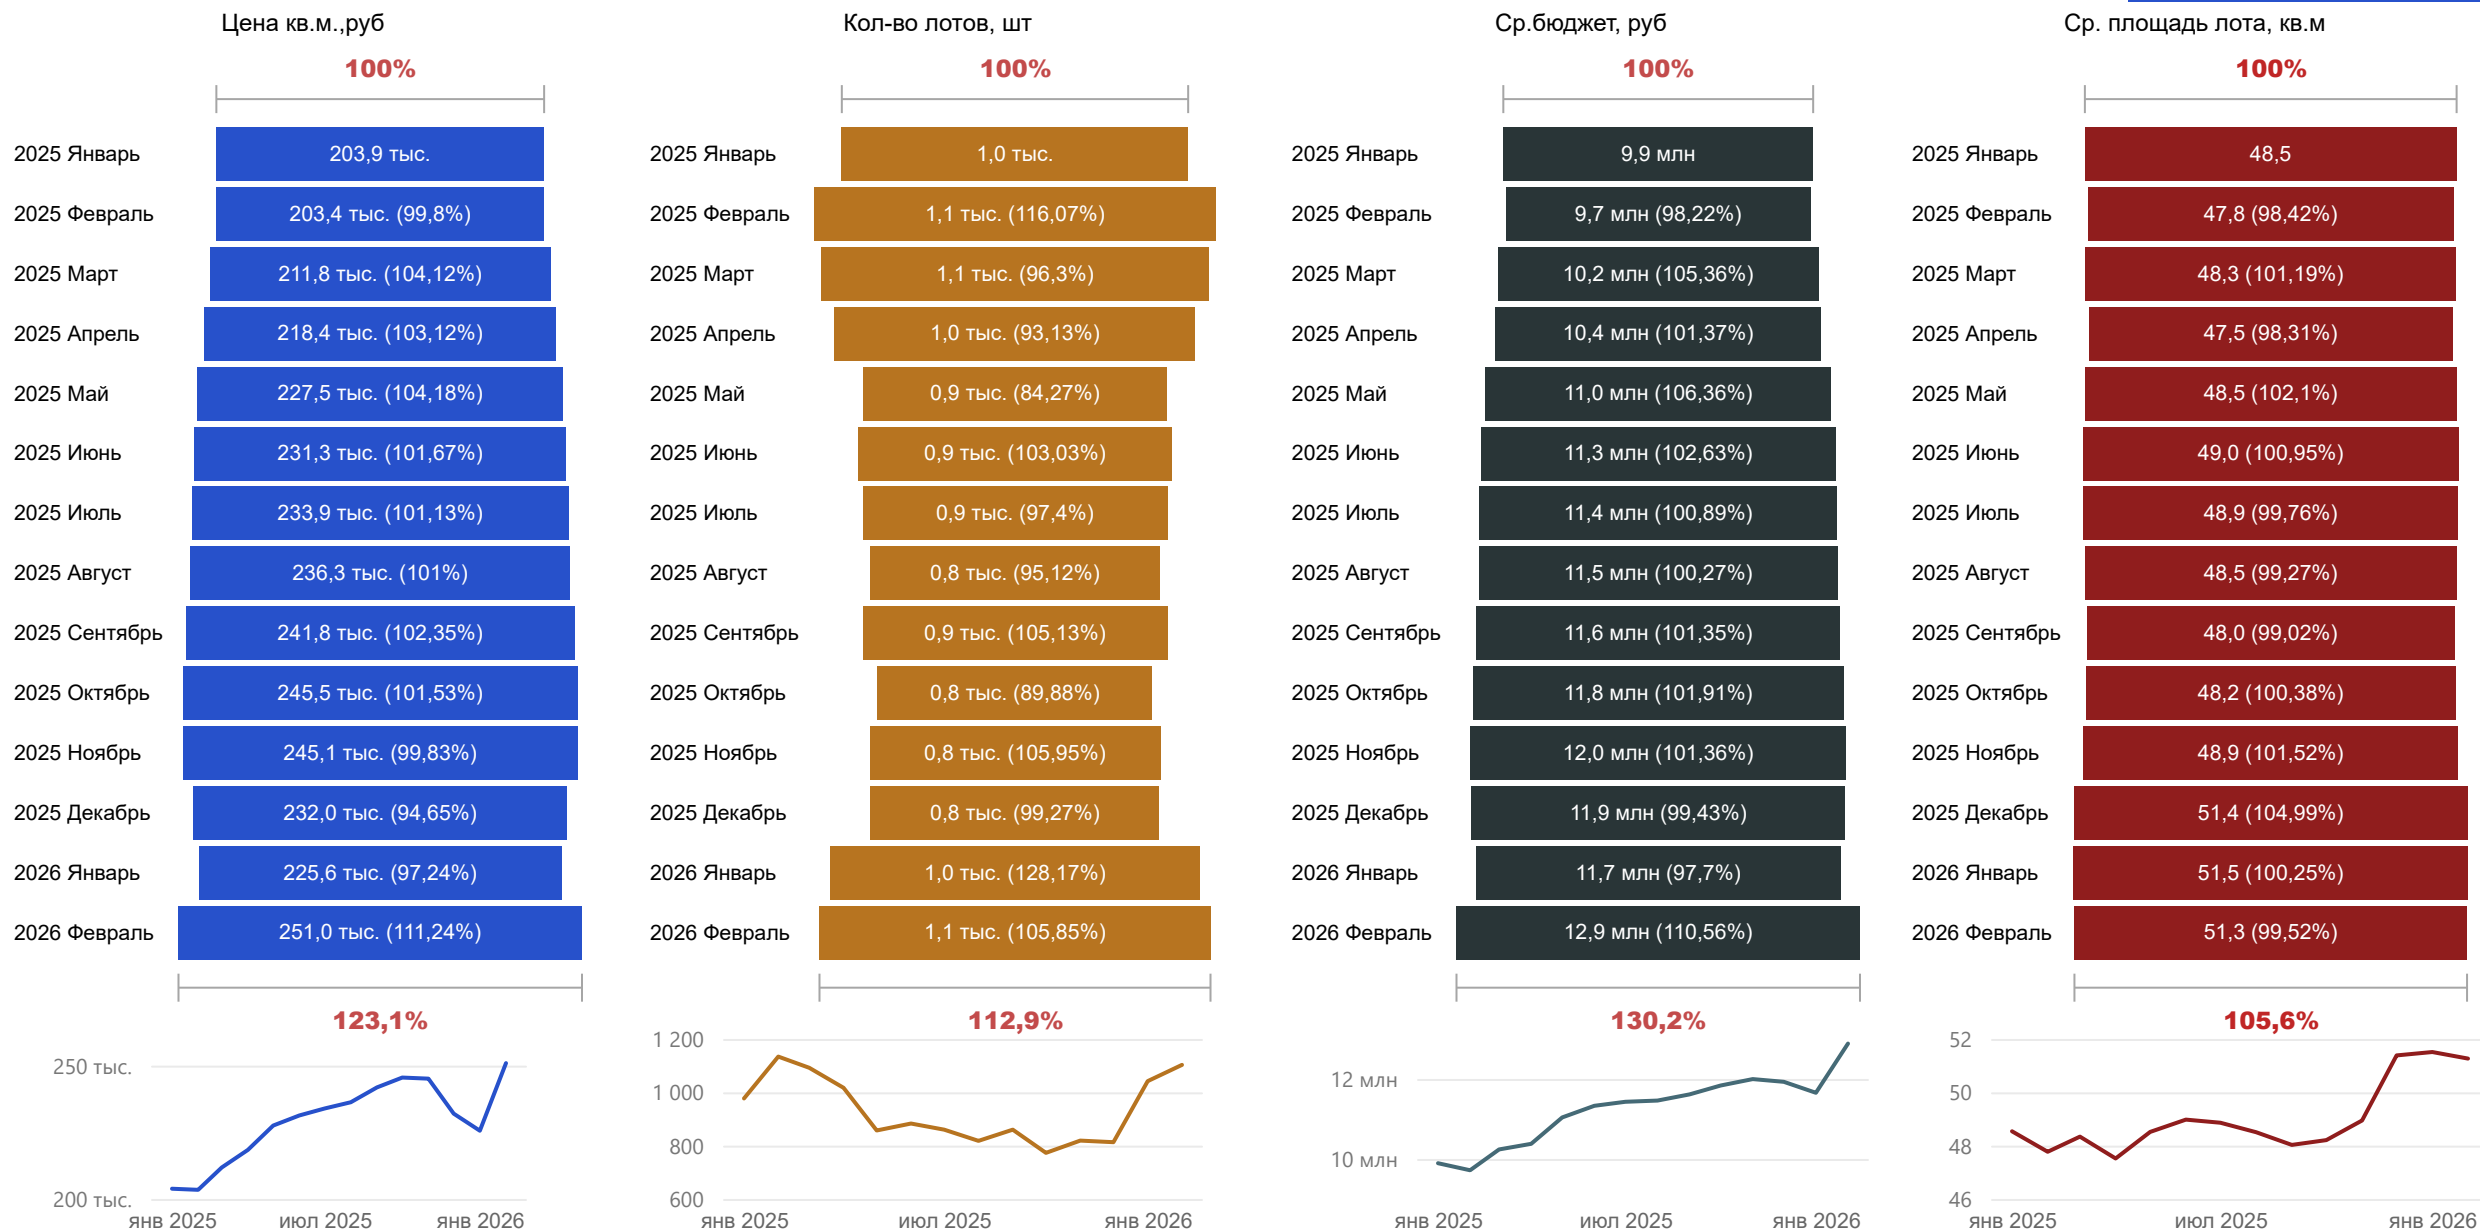 Цена кв.м.,руб
100%
2025 Январь 203,9 тыс.
2025 Февраль 203,4 тыс. (99,8%)
2025 Март 211,8 тыс. (104,12%)
2025 Апрель 218,4 тыс. (103,12%)
2025 Май 227,5 тыс. (104,18%)
2025 Июнь 231,3 тыс. (101,67%)
2025 Июль 233,9 тыс. (101,13%)
2025 Август 236,3 тыс. (101%)
2025 Сентябрь 241,8 тыс. (102,35%)
2025 Октябрь 245,5 тыс. (101,53%)
2025 Ноябрь 245,1 тыс. (99,83%)
2025 Декабрь 232,0 тыс. (94,65%)
2026 Январь 225,6 тыс. (97,24%)
2026 Февраль 251,0 тыс. (111,24%)
123,1%
250 тыс.
200 тыс.
янв 2025 июл 2025 янв 2026
Кол-во лотов, шт
100%
2025 Январь 1,0 тыс.
2025 Февраль 1,1 тыс. (116,07%)
2025 Март 1,1 тыс. (96,3%)
2025 Апрель 1,0 тыс. (93,13%)
2025 Май 0,9 тыс. (84,27%)
2025 Июнь 0,9 тыс. (103,03%)
2025 Июль 0,9 тыс. (97,4%)
2025 Август 0,8 тыс. (95,12%)
2025 Сентябрь 0,9 тыс. (105,13%)
2025 Октябрь 0,8 тыс. (89,88%)
2025 Ноябрь 0,8 тыс. (105,95%)
2025 Декабрь 0,8 тыс. (99,27%)
2026 Январь 1,0 тыс. (128,17%)
2026 Февраль 1,1 тыс. (105,85%)
112,9%
1 200
1 000
800
600
янв 2025 июл 2025 янв 2026
Ср.бюджет, руб
100%
2025 Январь 9,9 млн
2025 Февраль 9,7 млн (98,22%)
2025 Март 10,2 млн (105,36%)
2025 Апрель 10,4 млн (101,37%)
2025 Май 11,0 млн (106,36%)
2025 Июнь 11,3 млн (102,63%)
2025 Июль 11,4 млн (100,89%)
2025 Август 11,5 млн (100,27%)
2025 Сентябрь 11,6 млн (101,35%)
2025 Октябрь 11,8 млн (101,91%)
2025 Ноябрь 12,0 млн (101,36%)
2025 Декабрь 11,9 млн (99,43%)
2026 Январь 11,7 млн (97,7%)
2026 Февраль 12,9 млн (110,56%)
130,2%
12 млн
10 млн
янв 2025 июл 2025 янв 2026
Ср. площадь лота, кв.м
100%
2025 Январь 48,5
2025 Февраль 47,8 (98,42%)
2025 Март 48,3 (101,19%)
2025 Апрель 47,5 (98,31%)
2025 Май 48,5 (102,1%)
2025 Июнь 49,0 (100,95%)
2025 Июль 48,9 (99,76%)
2025 Август 48,5 (99,27%)
2025 Сентябрь 48,0 (99,02%)
2025 Октябрь 48,2 (100,38%)
2025 Ноябрь 48,9 (101,52%)
2025 Декабрь 51,4 (104,99%)
2026 Январь 51,5 (100,25%)
2026 Февраль 51,3 (99,52%)
105,6%
52
50
48
46
янв 2025 июл 2025 янв 2026